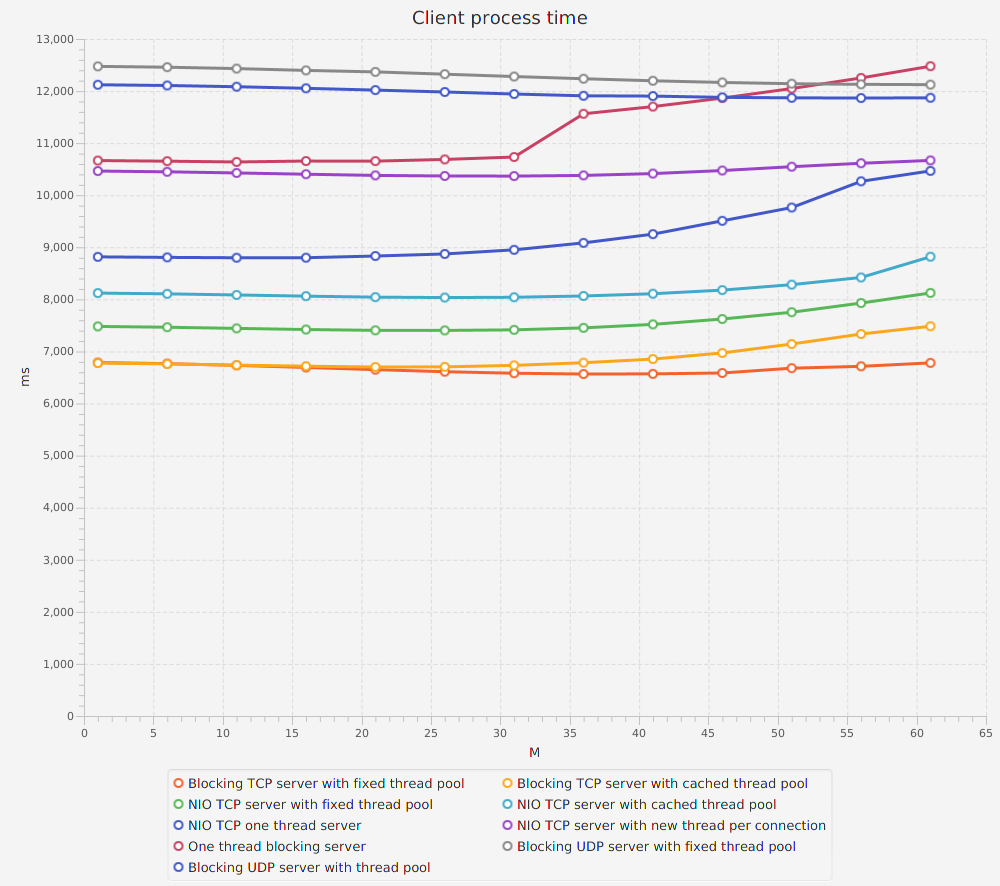 Client process time
13,000
12,000
11,000
10,000
9,000
8,000
7,000
6,000
5,000
4,000
3,000
2,000
1,000
0
ms
0 5 10 15 20 25 30 35 40 45 50 55 60 65
M
Blocking TCP server with fixed thread pool
Blocking TCP server with cached thread pool
NIO TCP server with fixed thread pool
NIO TCP server with cached thread pool
NIO TCP one thread server
NIO TCP server with new thread per connection
One thread blocking server
Blocking UDP server with fixed thread pool
Blocking UDP server with thread pool